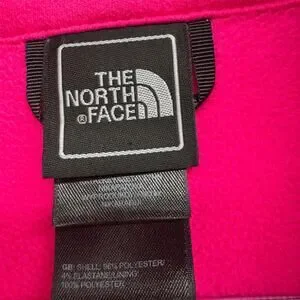 THE
NORTH
FACE
®
GB: SHELL: 96% POLYESTER/
4% ELASTANE/LINING:
100% POLYESTER